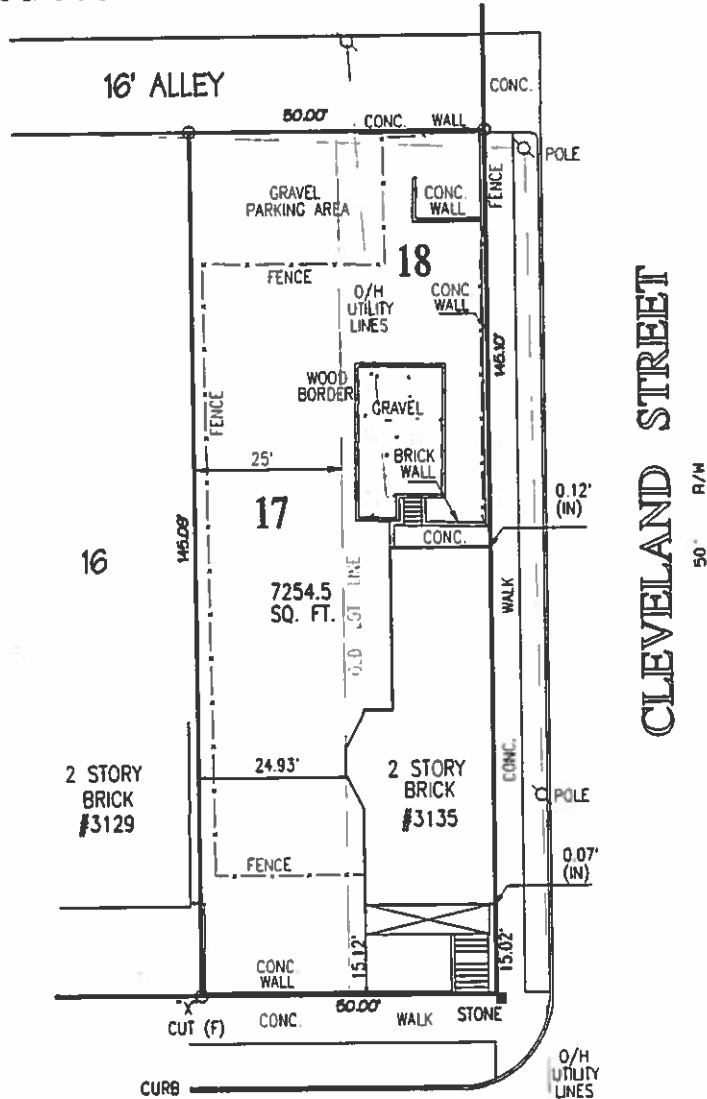 16' ALLEY
CONC.
50.00'
CONC. WALL
POLE
FENCE
GRAVEL
PARKING AREA
CONC.
WALL
18
FENCE
O/H
UTILITY
LINES
CONC
WALL
145.10'
WOOD
BORDER
GRAVEL
FENCE
BRICK
WALL
25'
17
0.12'
(IN)
CONC.
16
145.09'
7254.5
SQ. FT.
OLD LOT LINE
WALK
CLEVELAND STREET
50' R/W
24.93'
2 STORY
BRICK
#3129
2 STORY
BRICK
#3135
CONC.
POLE
0.07'
(IN)
FENCE
15.12'
15.02'
CONC
WALL
50.00'
X
CUT (F)
CONC. WALK
STONE
O/H
UTILITY
LINES
CURB